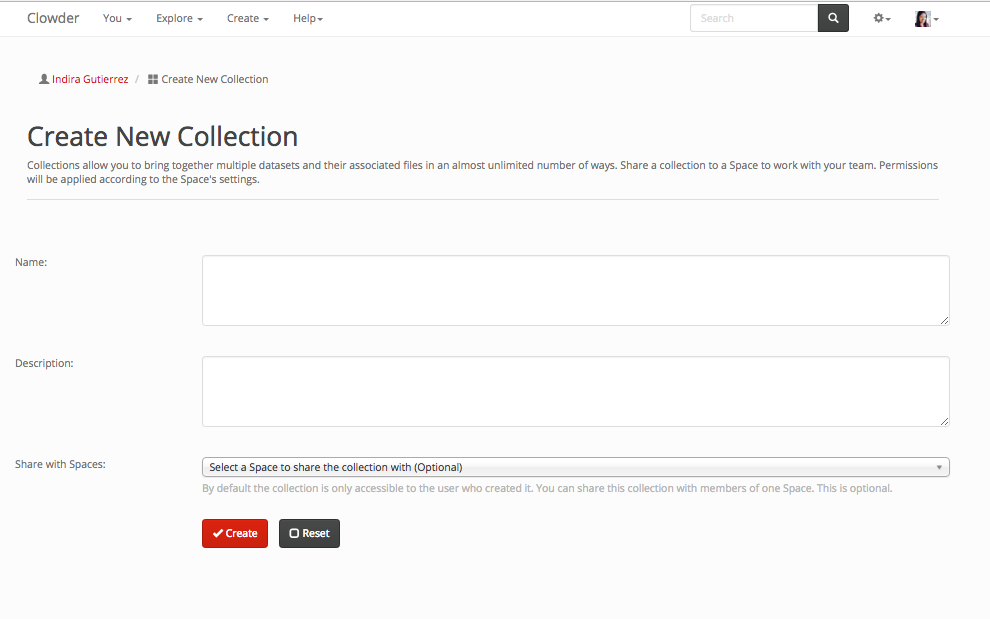 Clowder You Explore Create Help Search
Indira Gutierrez / Create New Collection
Create New Collection
Collections allow you to bring together multiple datasets and their associated files in an almost unlimited number of ways. Share a collection to a Space to work with your team. Permissions
will be applied according to the Space's settings.
Name:
Description:
Share with Spaces: Select a Space to share the collection with (Optional)
By default the collection is only accessible to the user who created it. You can share this collection with members of one Space. This is optional.
Create Reset